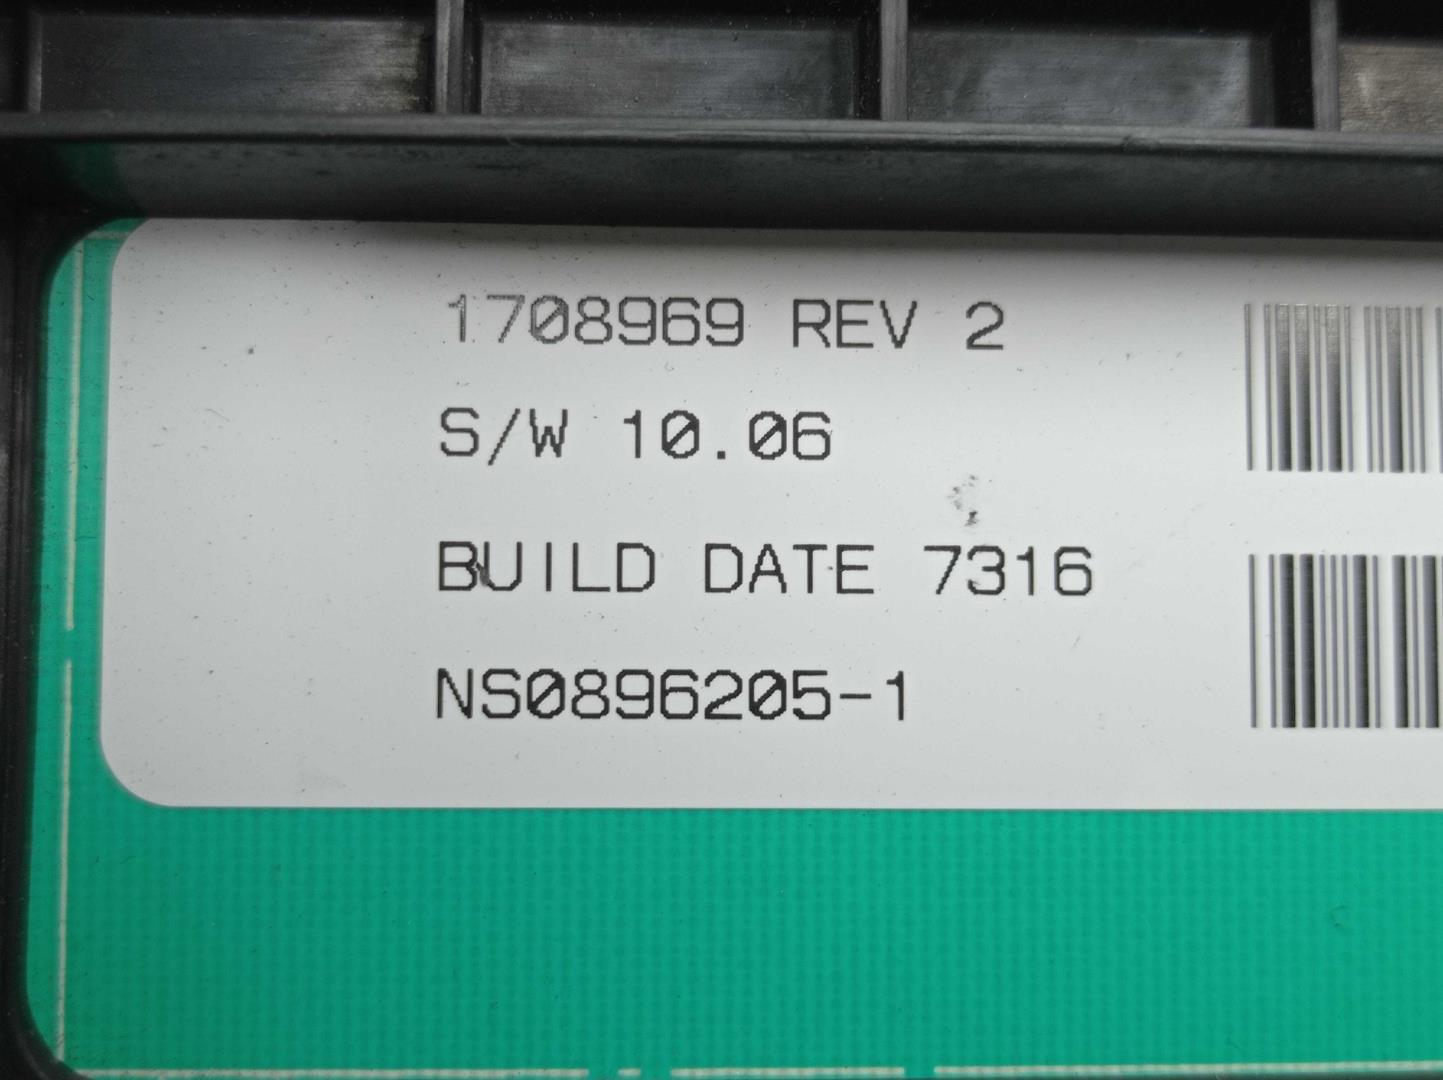 1708969 REV 2
S/W 10.06
BUILD DATE 7316
NS0896205-1